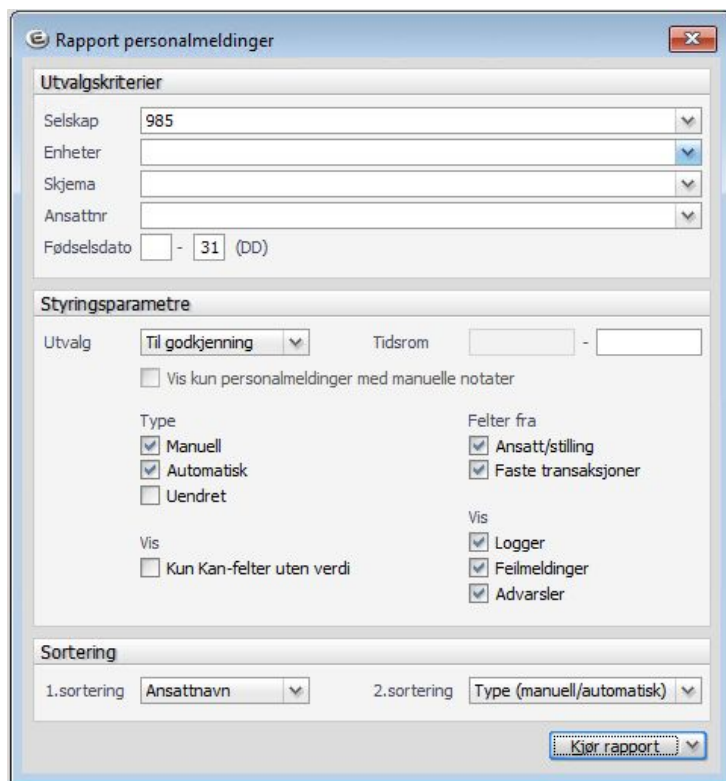 Rapport personalmeldinger
Utvalgskriterier
Selskap 985
Enheter
Skjema
Ansattnr
Fødselsdato - 31 (DD)
Styringsparametre
Utvalg Til godkjenning Tidsrom -
Vis kun personalmeldinger med manuelle notater
Type Felter fra
Manuell Ansatt/stilling
Automatisk Faste transaksjoner
Uendret
Vis
Vis Logger
Kun Kan-felter uten verdi Feilmeldinger
Advarsler
Sortering
1.sortering Ansattnavn 2.sortering Type (manuell/automatisk)
Kjør rapport